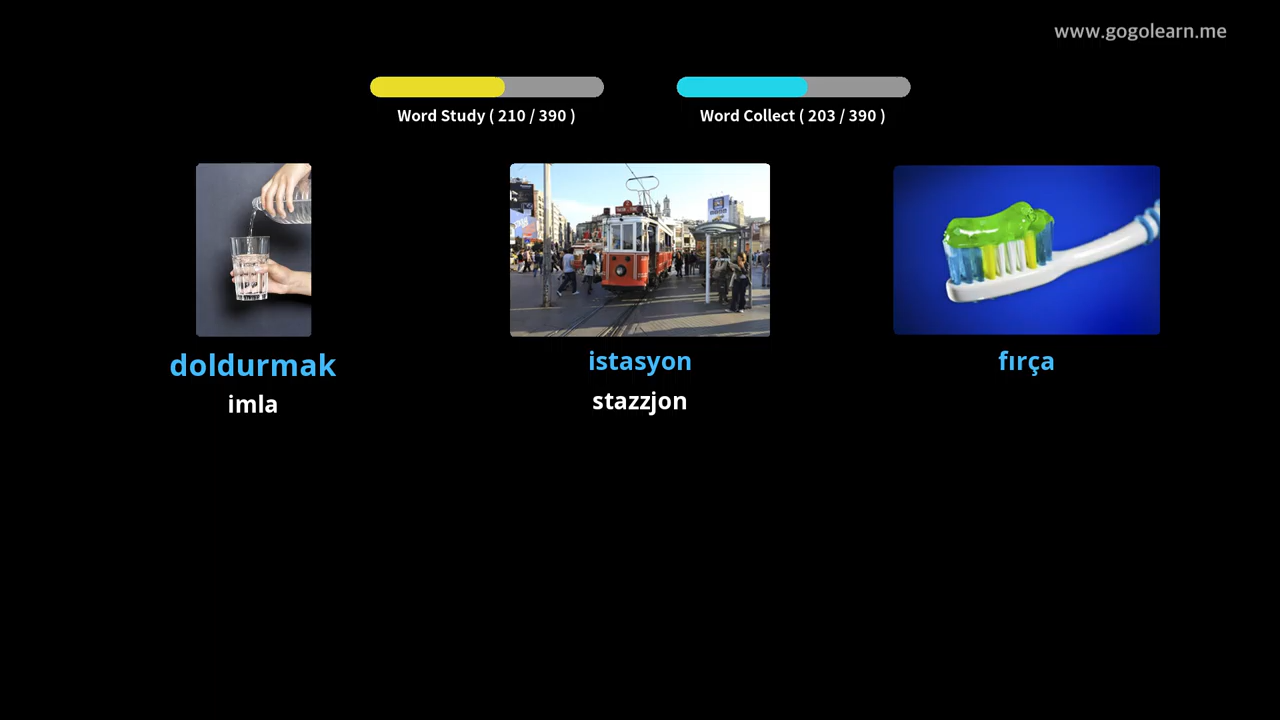 www.gogolearn.me
Word Study ( 210 / 390 )
Word Collect ( 203 / 390 )
doldurmak
istasyon
fırça
imla
stazzjon